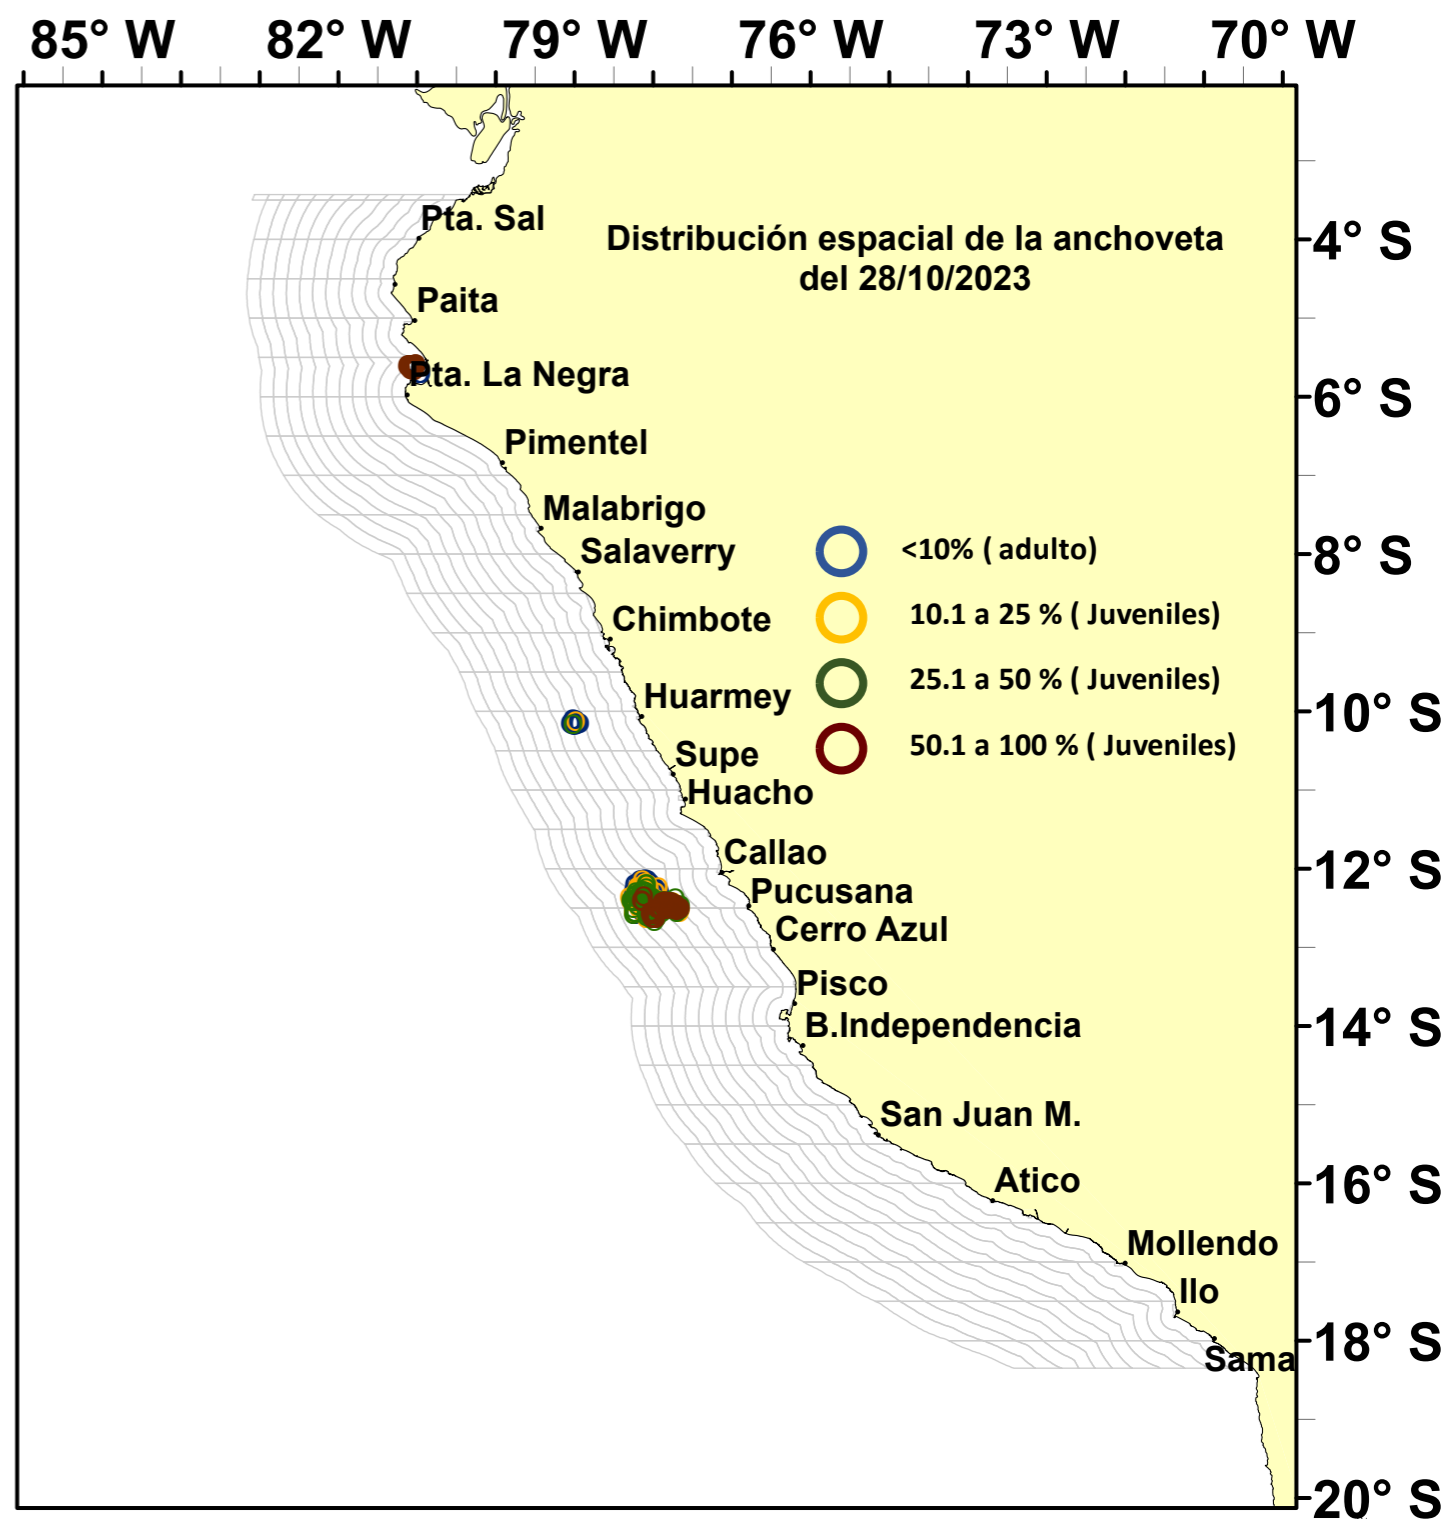 85° W 82° W 79° W 76° W 73° W 70° W
Pta. Sal
Distribución espacial de la anchoveta
del 28/10/2023
4° S
Paita
Pta. La Negra
6° S
Pimentel
Malabrigo
Salaverry
<10% ( adulto)
8° S
Chimbote
10.1 a 25 % ( Juveniles)
25.1 a 50 % ( Juveniles)
Huarmey
10° S
50.1 a 100 % ( Juveniles)
Supe
Huacho
Callao
12° S
Pucusana
Cerro Azul
Pisco
B.Independencia
14° S
San Juan M.
Atico
16° S
Mollendo
Ilo
18° S
Sama
20° S